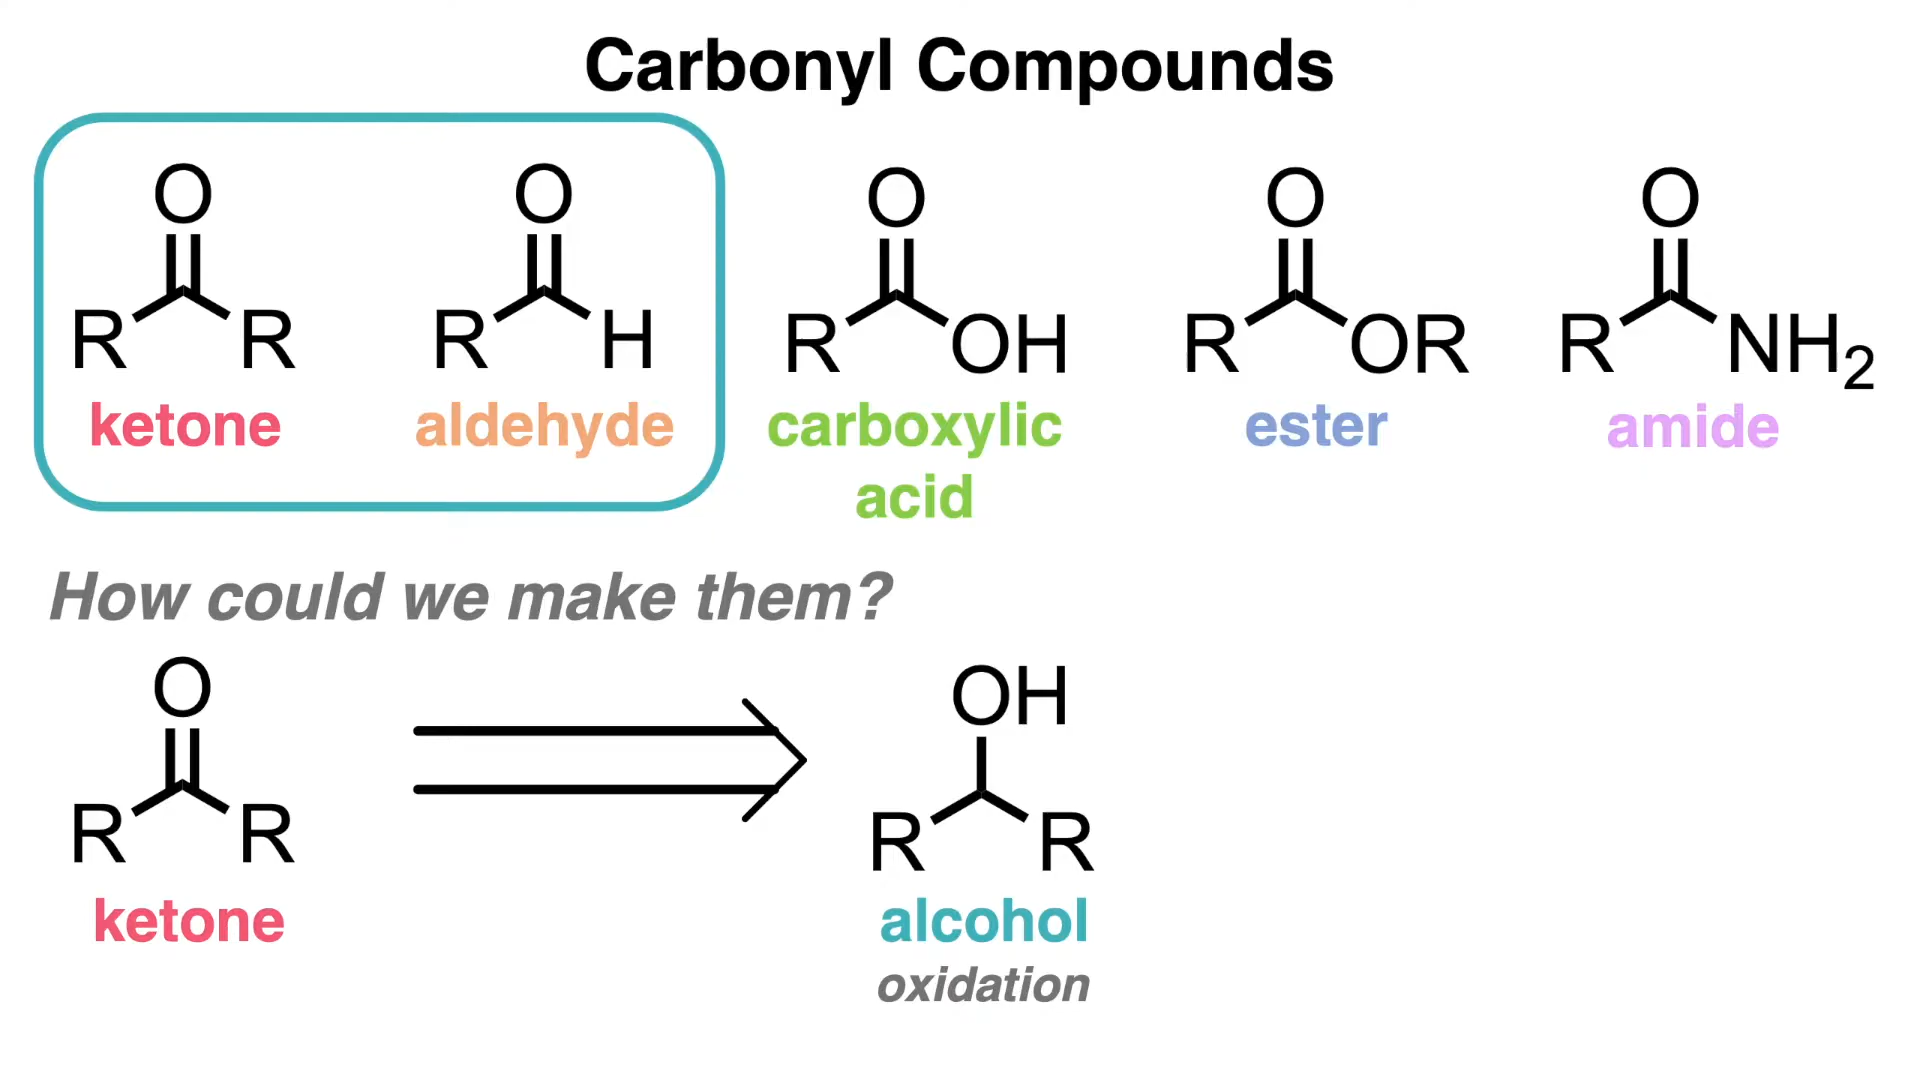 Carbonyl Compounds
O O O O O
R R R H R OH R OR R NH₂
ketone aldehyde carboxylic acid ester amide
How could we make them?
O OH
R R R R
ketone alcohol
oxidation